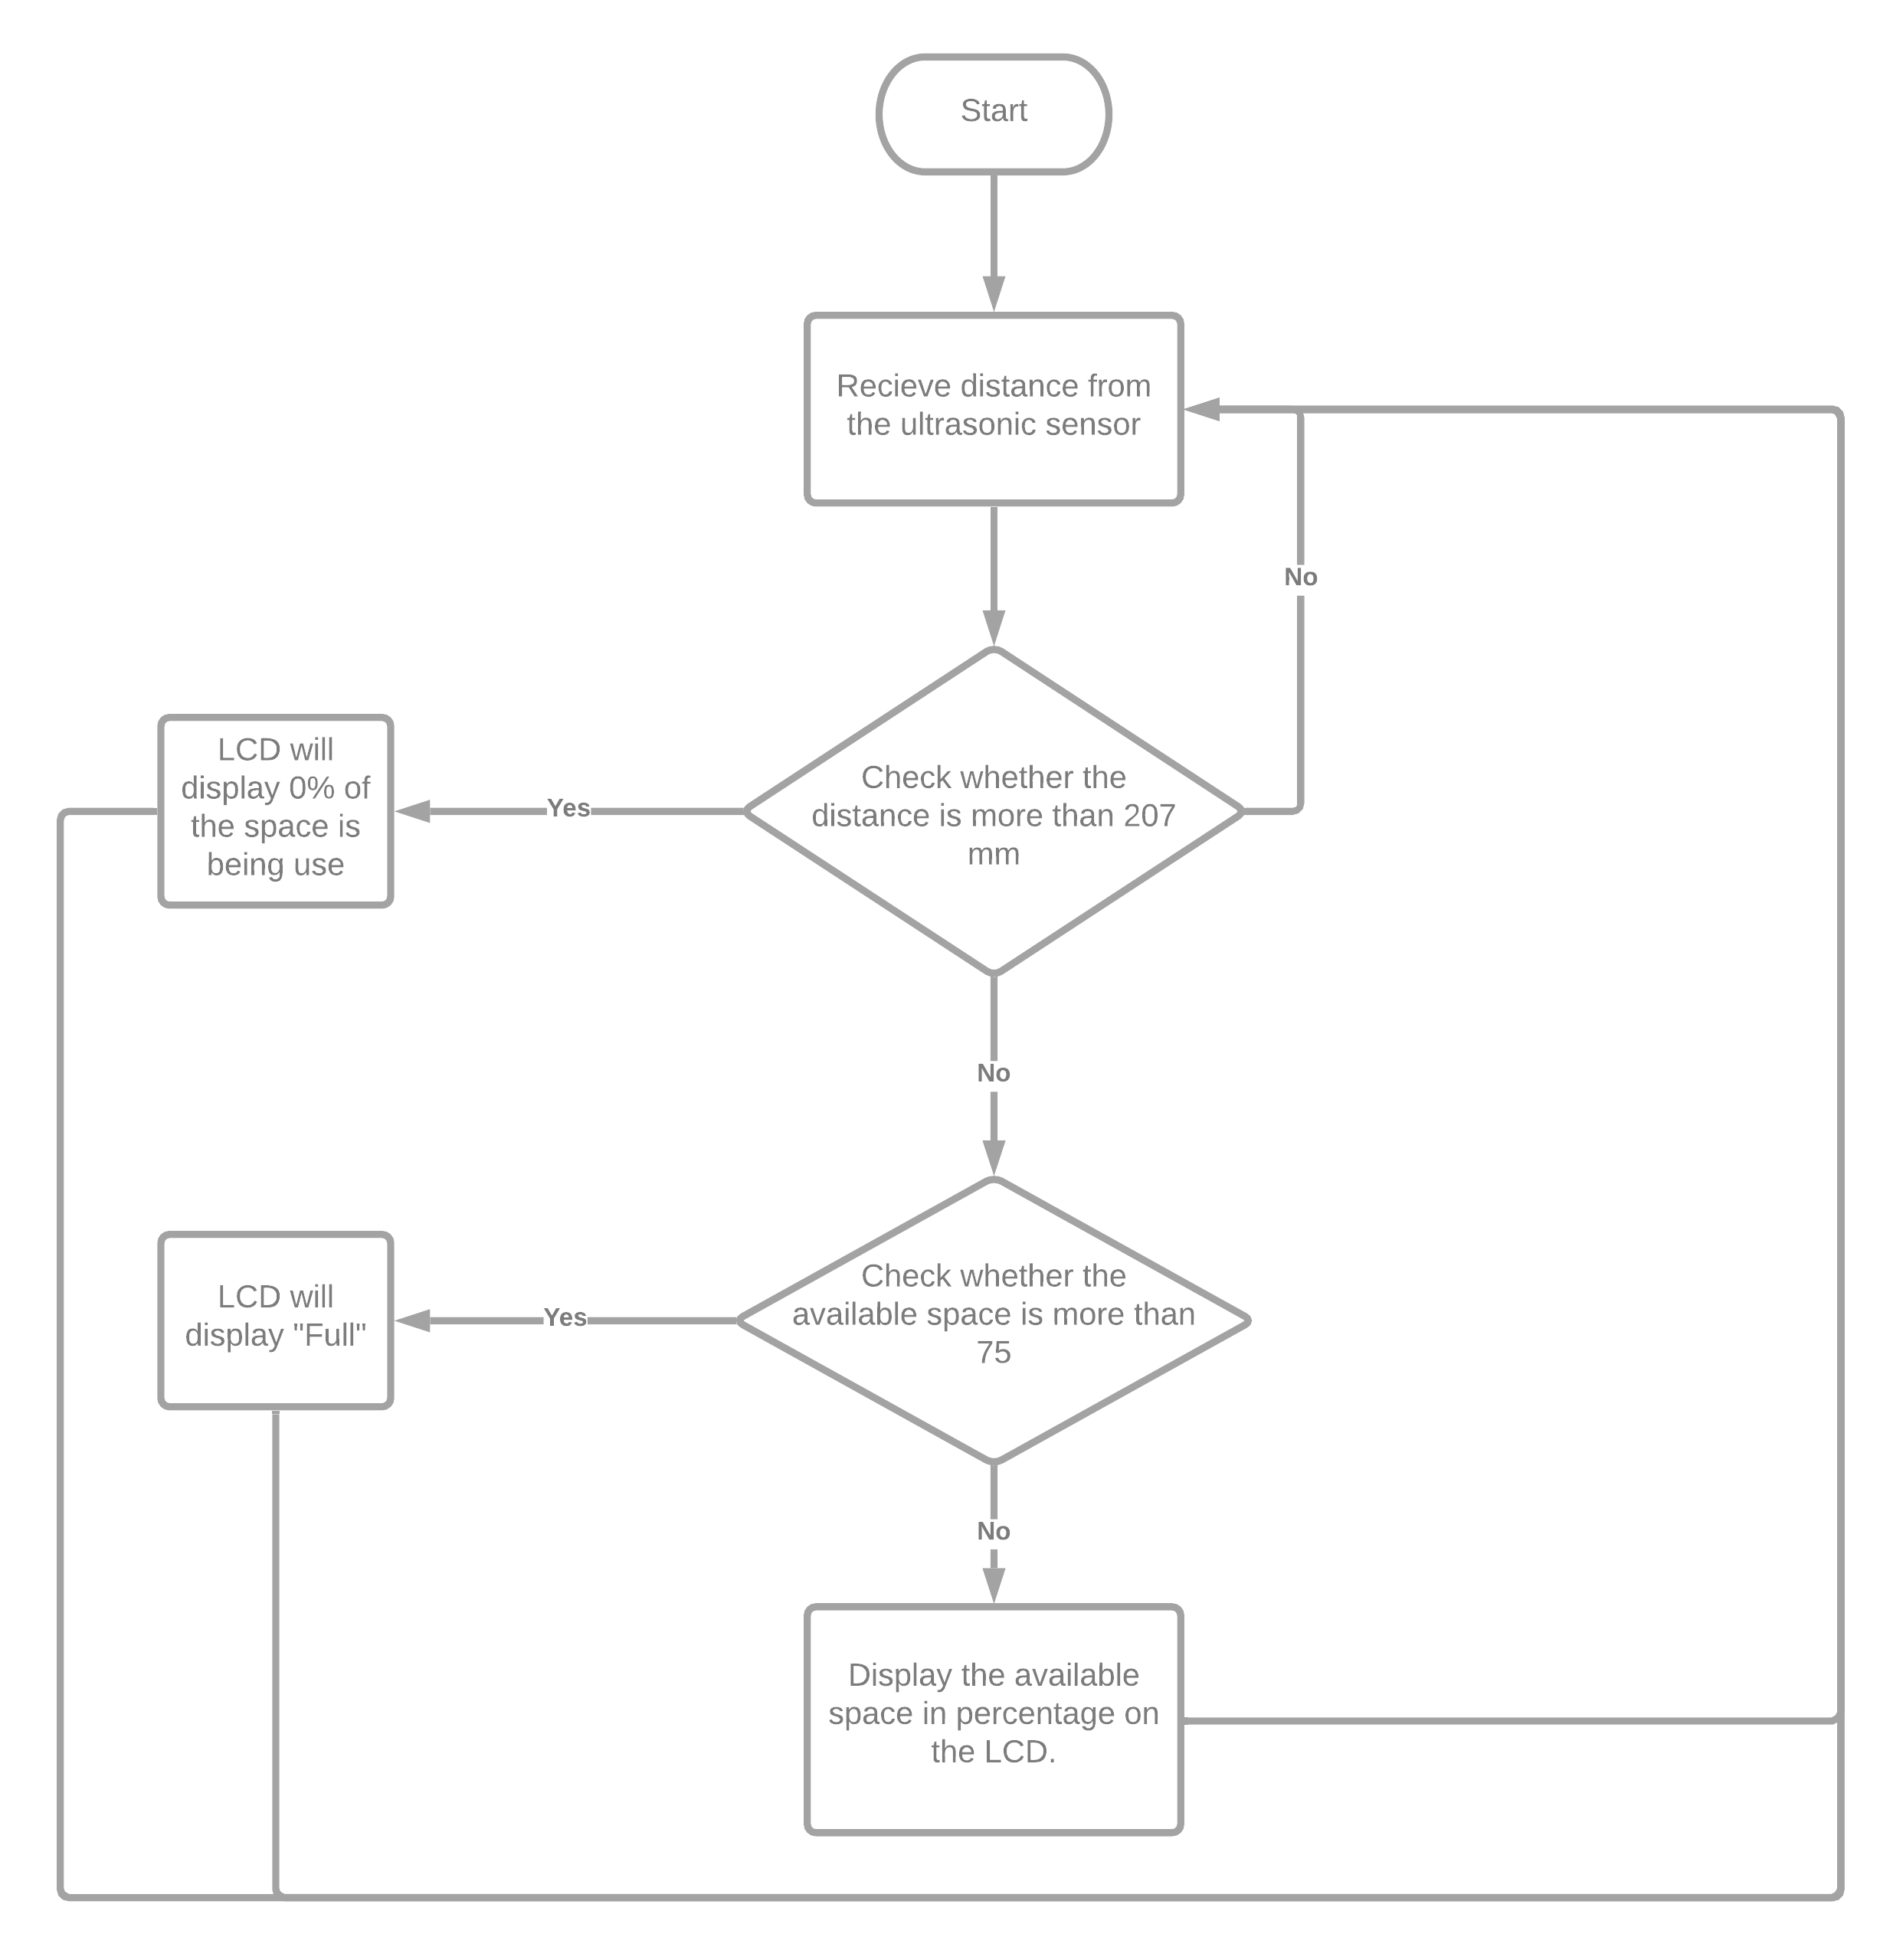 Start
Recieve distance from
the ultrasonic sensor
No
Check whether the
distance is more than 207
mm
Yes
LCD will
display 0% of
the space is
being use
No
Check whether the
available space is more than
75
Yes
LCD will
display "Full"
No
Display the available
space in percentage on
the LCD.